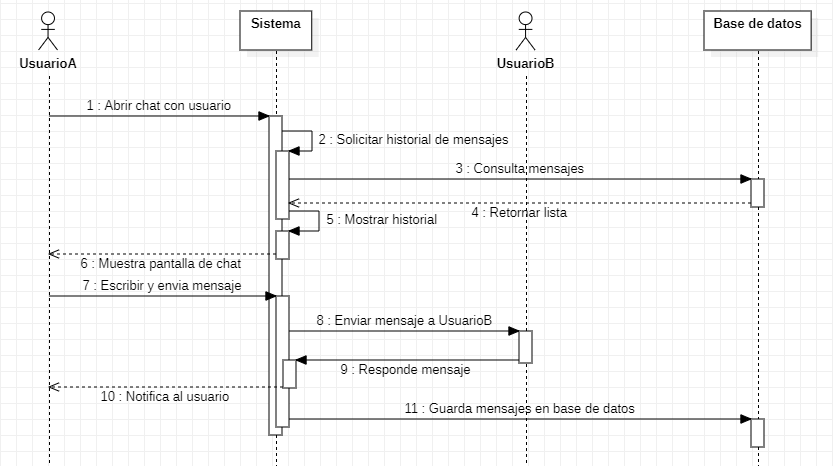 Sistema
Base de datos
UsuarioA
UsuarioB
1 : Abrir chat con usuario
2 : Solicitar historial de mensajes
3 : Consulta mensajes
4 : Retornar lista
5 : Mostrar historial
6 : Muestra pantalla de chat
7 : Escribir y envia mensaje
8 : Enviar mensaje a UsuarioB
9 : Responde mensaje
10 : Notifica al usuario
11 : Guarda mensajes en base de datos